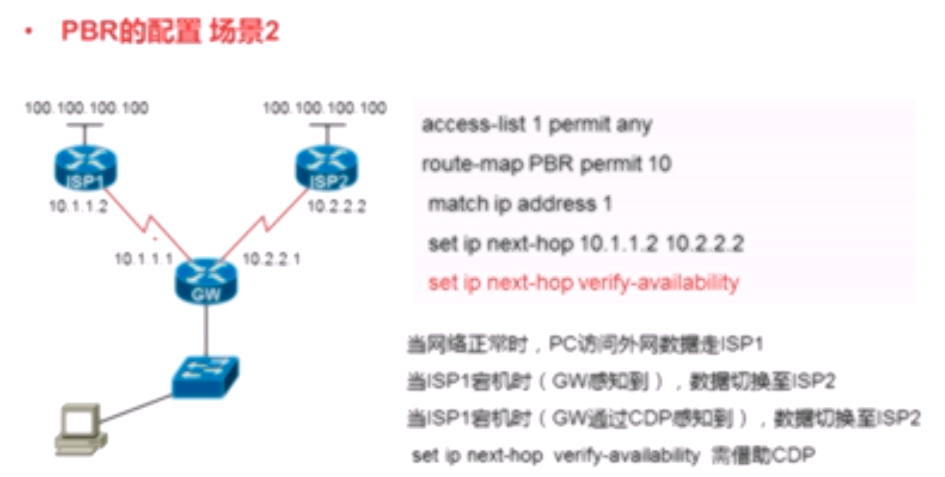 • PBR的配置 场景2
100.100.100.100
100.100.100.100
ISP1
ISP2
10.1.1.2
10.2.2.2
10.1.1.1
10.2.2.1
GW
access-list 1 permit any
route-map PBR permit 10
match ip address 1
set ip next-hop 10.1.1.2 10.2.2.2
set ip next-hop verify-availability
当网络正常时，PC访问外网数据走ISP1
当ISP1宕机时（GW感知到），数据切换至ISP2
当ISP1宕机时（GW通过CDP感知到），数据切换至ISP2
set ip next-hop verify-availability 需借助CDP